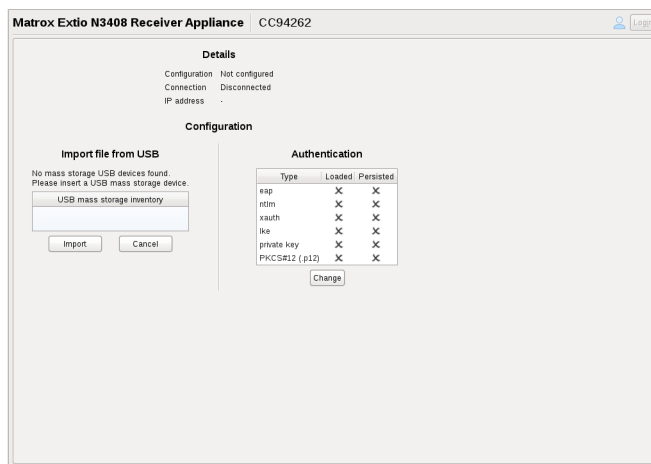 Matrox Extio N3408 Receiver Appliance CC94262
Login
Details
Configuration Not configured
Connection Disconnected
IP address -
Configuration
Import file from USB
No mass storage USB devices found.
Please insert a USB mass storage device.
USB mass storage inventory
Import Cancel
Authentication
Type Loaded Persisted
eap
ntlm
xauth
Ike
private key
PKCS#12 (.p12)
Change